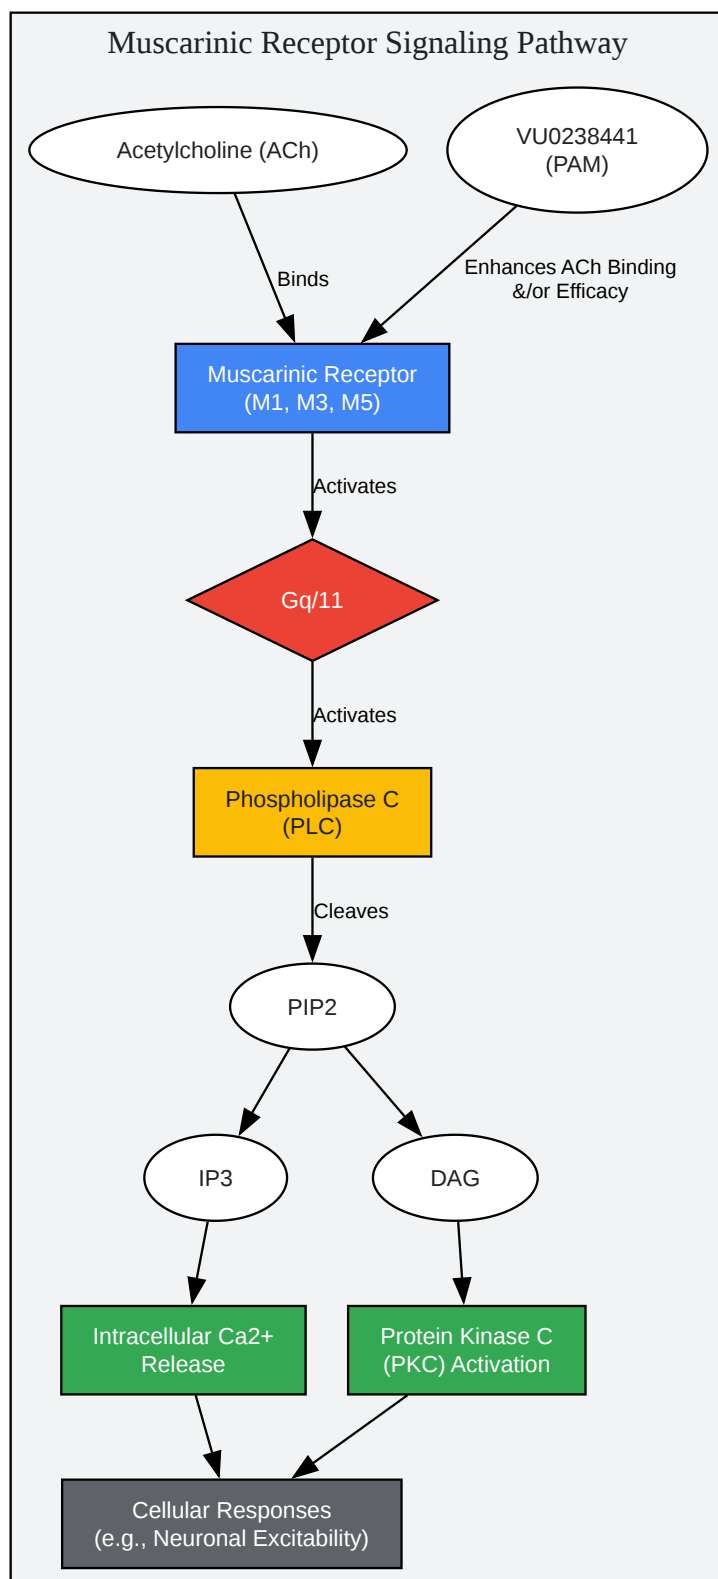 Muscarinic Receptor Signaling Pathway
Acetylcholine (ACh)
VU0238441
(PAM)
Binds
Enhances ACh Binding
&/or Efficacy
Muscarinic Receptor
(M1, M3, M5)
Activates
Gq/11
Activates
Phospholipase C
(PLC)
Cleaves
PIP2
IP3
DAG
Intracellular Ca2+
Release
Protein Kinase C
(PKC) Activation
Cellular Responses
(e.g., Neuronal Excitability)